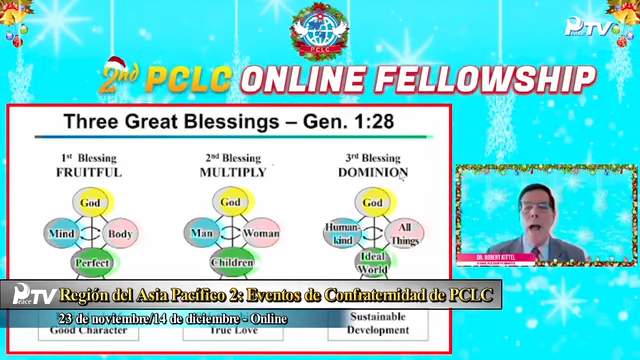 PeaceTV
PCLC
2nd PCLC ONLINE FELLOWSHIP
Three Great Blessings – Gen. 1:28
1st Blessing
FRUITFUL
God
Mind
Body
Perfect
Good Character
2nd Blessing
MULTIPLY
God
Man
Woman
Children
True Love
3rd Blessing
DOMINION
God
Human-
kind
All
Things
Ideal
World
Sustainable
Development
DR. ROBERT KITTEL
PeaceTV
Región del Asia Pacífico 2: Eventos de Confraternidad de PCLC
23 de noviembre/14 de diciembre - Online